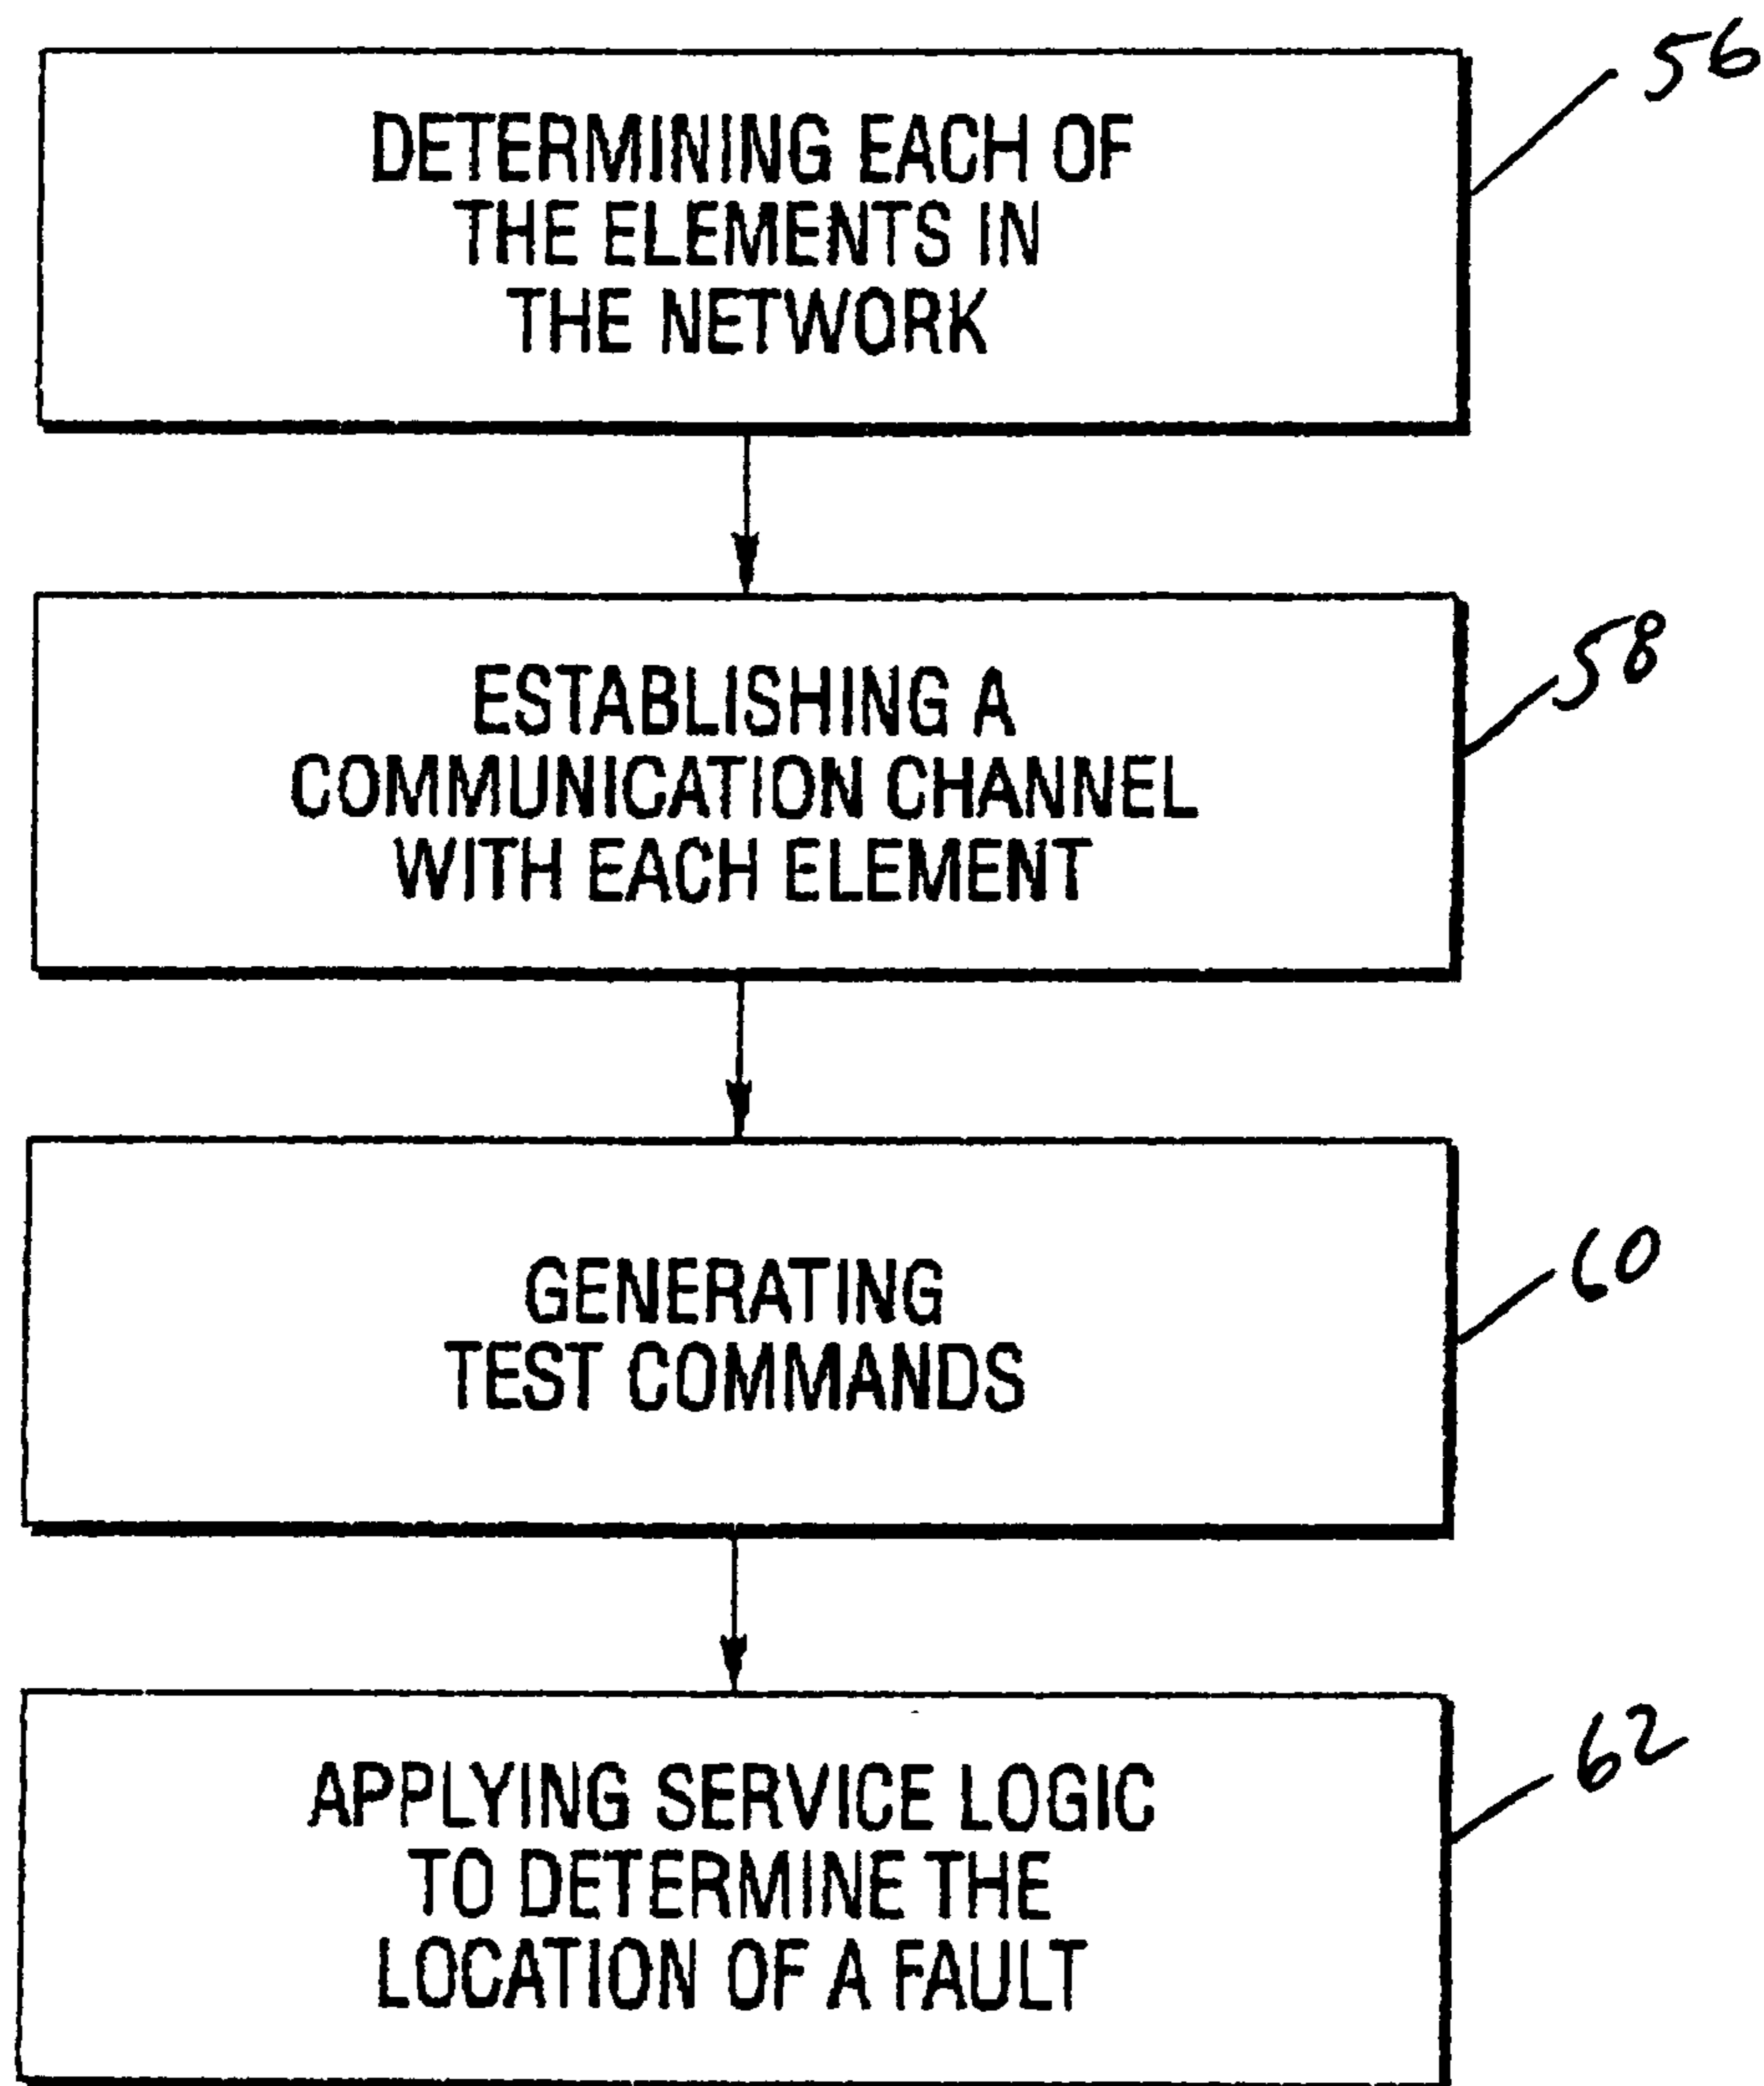 56
DETERMINING EACH OF
THE ELEMENTS IN
THE NETWORK
58
ESTABLISHING A
COMMUNICATION CHANNEL
WITH EACH ELEMENT
60
GENERATING
TEST COMMANDS
62
APPLYING SERVICE LOGIC
TO DETERMINE THE
LOCATION OF A FAULT